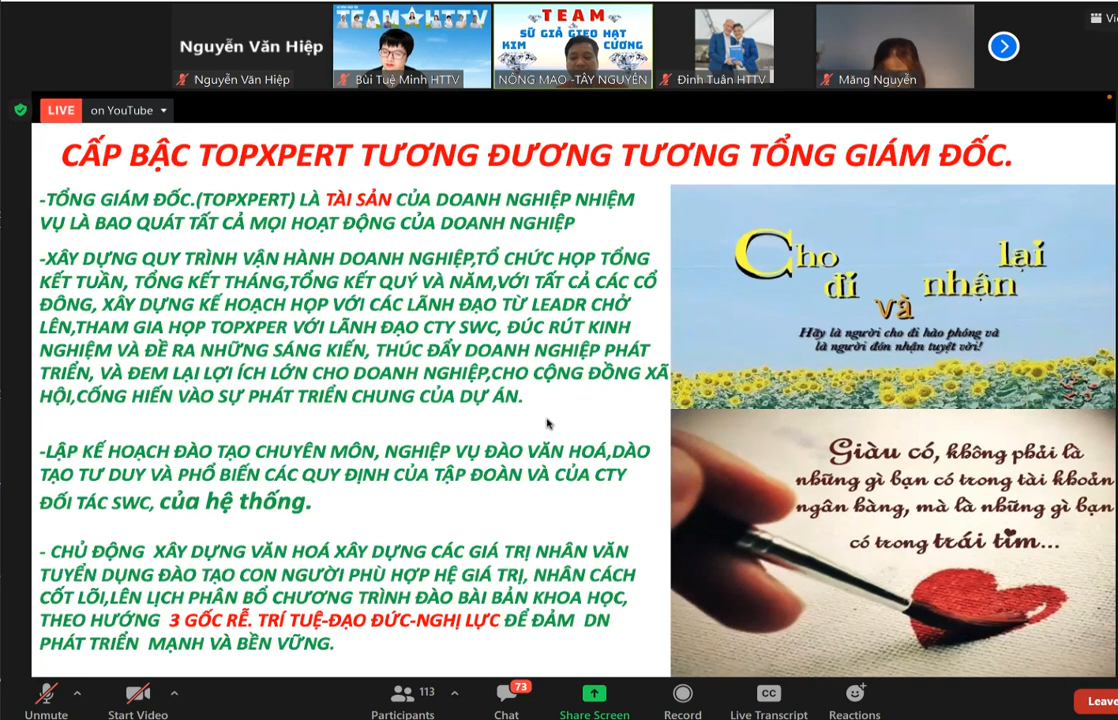 TEAM★HTTV
TEAM
SỨ GIẢ GIEO HẠT
KIM CƯƠNG
Nguyễn Văn Hiệp
Nguyễn Văn Hiệp
Bùi Tuệ Minh HTTV
NÔNG MẠO -TÂY NGUYÊN
Đinh Tuân HTTV
Măng Nguyễn
LIVE on YouTube
CẤP BẬC TOPXPERT TƯƠNG ĐƯƠNG TƯƠNG TỔNG GIÁM ĐỐC.
-TỔNG GIÁM ĐỐC.(TOPXPERT) LÀ TÀI SẢN CỦA DOANH NGHIỆP NHIỆM
VỤ LÀ BAO QUÁT TẤT CẢ MỌI HOẠT ĐỘNG CỦA DOANH NGHIỆP
-XÂY DỰNG QUY TRÌNH VẬN HÀNH DOANH NGHIỆP,TỔ CHỨC HỌP TỔNG
KẾT TUẦN, TỔNG KẾT THÁNG,TỔNG KẾT QUÝ VÀ NĂM,VỚI TẤT CẢ CÁC CỔ
ĐÔNG, XÂY DỰNG KẾ HOẠCH HỌP VỚI CÁC LÃNH ĐẠO TỪ LEADR CHỞ
LÊN,THAM GIA HỌP TOPXPER VỚI LÃNH ĐẠO CTY SWC, ĐÚC RÚT KINH
NGHIỆM VÀ ĐỀ RA NHỮNG SÁNG KIẾN, THÚC ĐẨY DOANH NGHIỆP PHÁT
TRIỂN, VÀ ĐEM LẠI LỢI ÍCH LỚN CHO DOANH NGHIỆP,CHO CỘNG ĐỒNG XÃ
HỘI,CỐNG HIẾN VÀO SỰ PHÁT TRIỂN CHUNG CỦA DỰ ÁN.
-LẬP KẾ HOẠCH ĐÀO TẠO CHUYÊN MÔN, NGHIỆP VỤ ĐÀO VĂN HOÁ,DÀO
TẠO TƯ DUY VÀ PHỔ BIẾN CÁC QUY ĐỊNH CỦA TẬP ĐOÀN VÀ CỦA CTY
ĐỐI TÁC SWC, của hệ thống.
- CHỦ ĐỘNG XÂY DỰNG VĂN HOÁ XÂY DỰNG CÁC GIÁ TRỊ NHÂN VĂN
TUYỂN DỤNG ĐÀO TẠO CON NGƯỜI PHÙ HỢP HỆ GIÁ TRỊ, NHÂN CÁCH
CỐT LÕI,LÊN LỊCH PHÂN BỔ CHƯƠNG TRÌNH ĐÀO BÀI BẢN KHOA HỌC,
THEO HƯỚNG 3 GỐC RỄ. TRÍ TUỆ-ĐẠO ĐỨC-NGHỊ LỰC ĐỂ ĐẢM DN
PHÁT TRIỂN MẠNH VÀ BỀN VỮNG.
Cho đi và nhận lại
Hãy là người cho đi hào phóng và
là người đón nhận tuyệt vời!
Giàu có, không phải là
những gì bạn có trong tài khoản
ngân hàng, mà là những gì bạn
có trong trái tim...
Unmute
Start Video
113
Participants
73
Chat
Share Screen
Record
CC
Live Transcript
Reactions
Leave